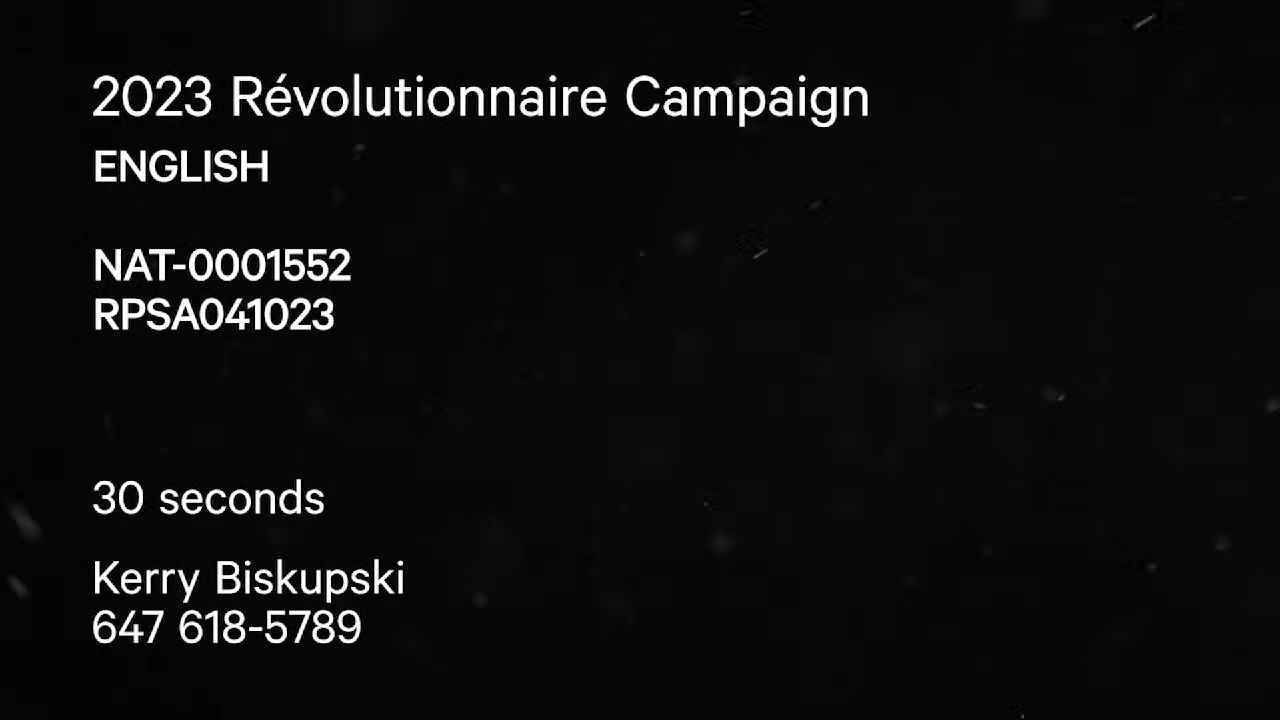 2023 Révolutionnaire Campaign
ENGLISH
NAT-0001552
RPSA041023
30 seconds
Kerry Biskupski
647 618-5789